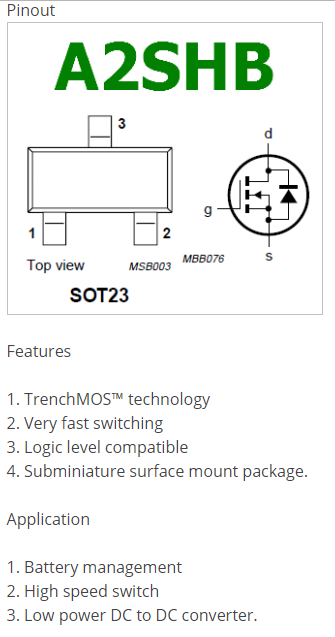 Pinout
A2SHB
3
d
g
1
2
s
Top view
MSB003
MBB076
SOT23
Features
1. TrenchMOS™ technology
2. Very fast switching
3. Logic level compatible
4. Subminiature surface mount package.
Application
1. Battery management
2. High speed switch
3. Low power DC to DC converter.